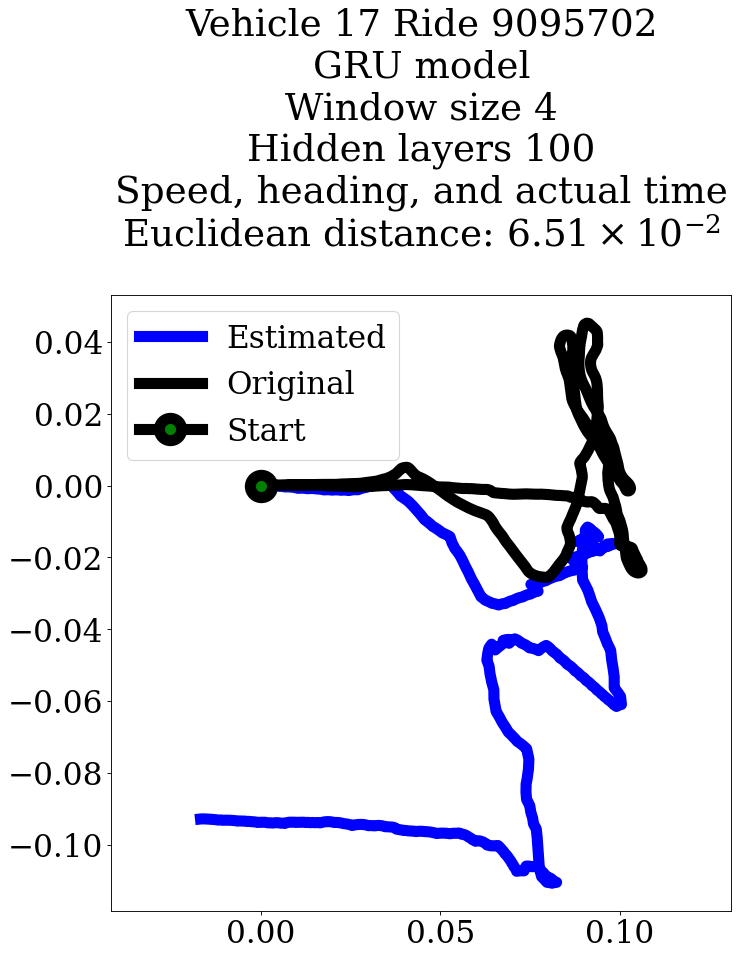 Vehicle 17 Ride 9095702
GRU model
Window size 4
Hidden layers 100
Speed, heading, and actual time
Euclidean distance: 6.51 × 10⁻²
Estimated
Original
Start
0.04
0.02
0.00
−0.02
−0.04
−0.06
−0.08
−0.10
0.00 0.05 0.10